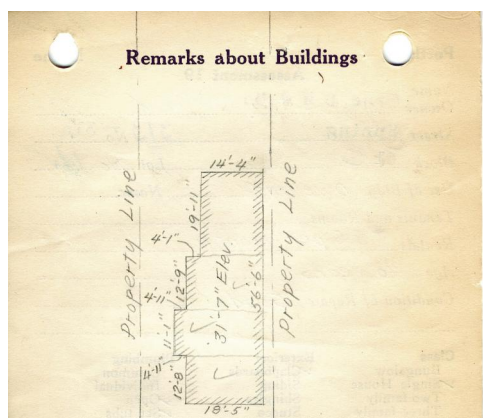 Remarks about Buildings
14'-4"
Property Line
Property Line
19'-11"
4'-1"
12'-9"
31'-7" Elev.
56'-6"
4'-11"
11'-1"
4'-11"
12'-8"
18'-5"